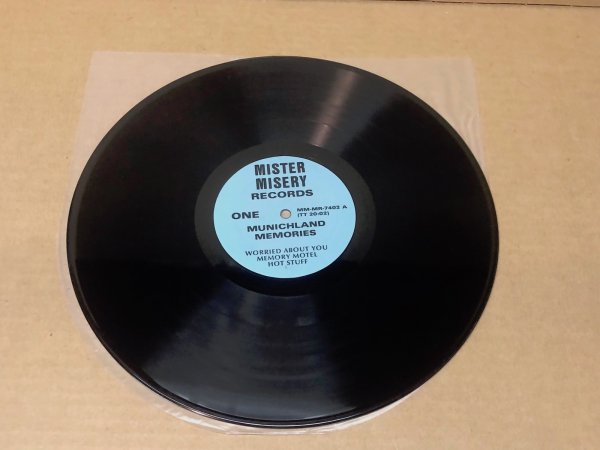 MISTER
MISERY
RECORDS
ONE
MM-MR-7402 A
(TT 20:02)
MUNICHLAND
MEMORIES
WORRIED ABOUT YOU
MEMORY MOTEL
HOT STUFF